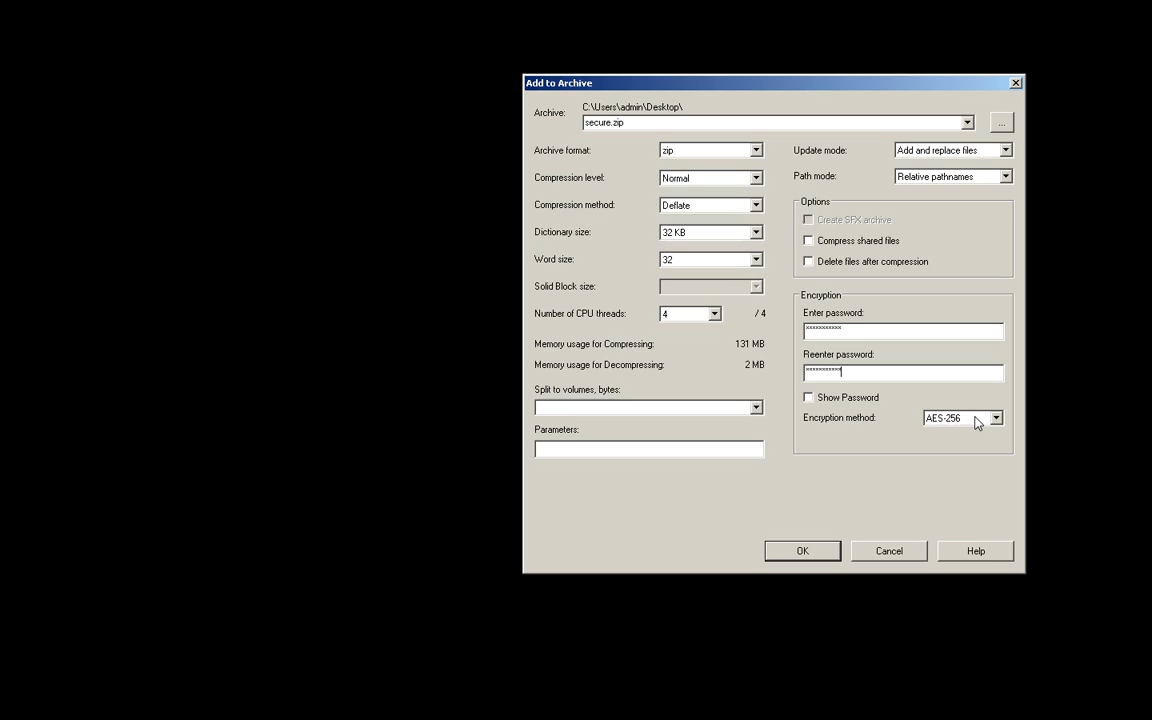 Add to Archive
Archive:
C:\Users\admin\Desktop\
secure.zip
...
Archive format:
zip
Compression level:
Normal
Compression method:
Deflate
Dictionary size:
32 KB
Word size:
32
Solid Block size:
Number of CPU threads:
4
/ 4
Memory usage for Compressing:
131 MB
Memory usage for Decompressing:
2 MB
Split to volumes, bytes:
Parameters:
Update mode:
Add and replace files
Path mode:
Relative pathnames
Options
Create SFX archive
Compress shared files
Delete files after compression
Encryption
Enter password:
***********
Reenter password:
***********
Show Password
Encryption method:
AES-256
OK
Cancel
Help